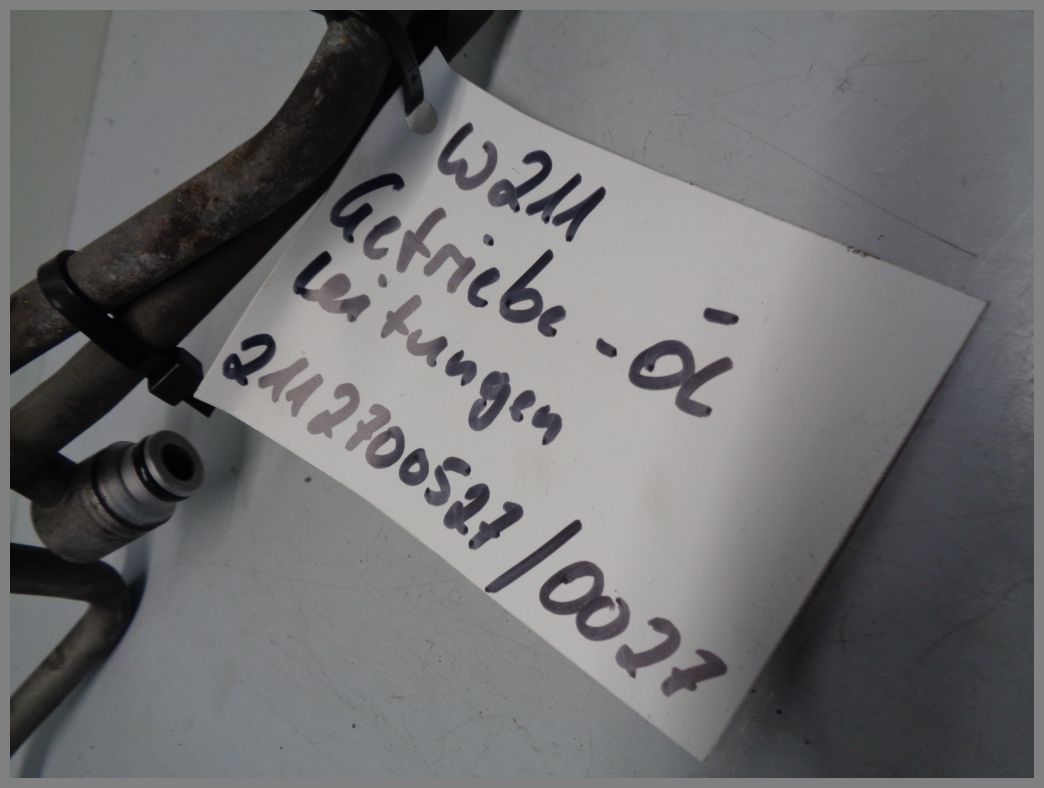 W211
Getriebe-Öl
Leitungen
2112700527/0027